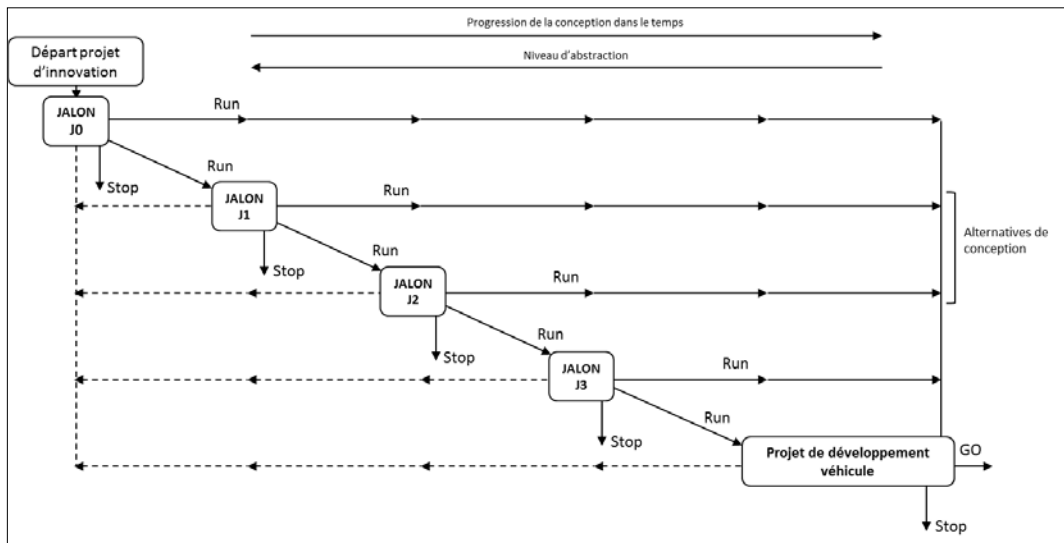 Progression de la conception dans le temps
Niveau d'abstraction
Départ projet
d'innovation
JALON
J0
Run
Stop
Run
JALON
J1
Run
Alternatives de
conception
Stop
Run
JALON
J2
Run
Stop
Run
JALON
J3
Run
Stop
Run
Projet de développement
véhicule
GO
Stop